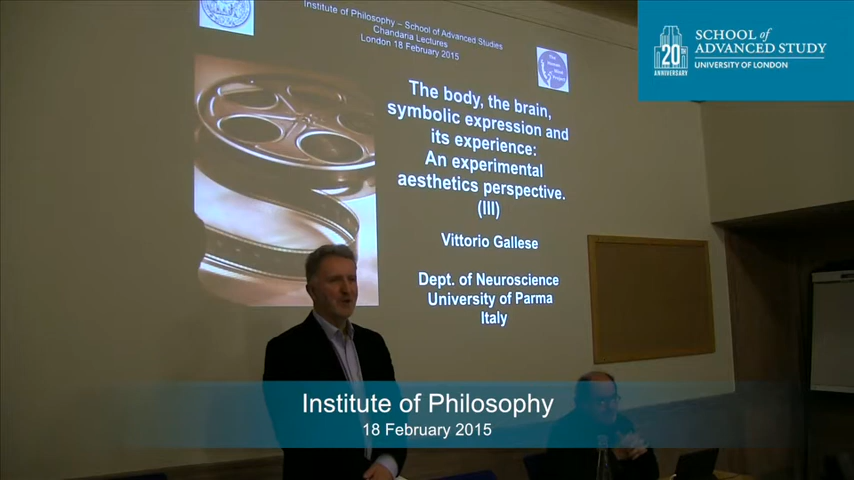 Institute of Philosophy – School of Advanced Studies
Chandaria Lectures
London 18 February 2015
The body, the brain,
symbolic expression and
its experience:
An experimental
aesthetics perspective.
(III)
Vittorio Gallese
Dept. of Neuroscience
University of Parma
Italy
20TH
ANNIVERSARY
SCHOOL of
ADVANCED STUDY
UNIVERSITY OF LONDON
Institute of Philosophy
18 February 2015